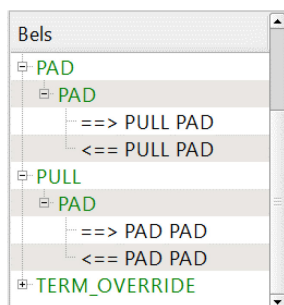 Bels
PAD
PAD
==> PULL PAD
<== PULL PAD
PULL
PAD
==> PAD PAD
<== PAD PAD
TERM_OVERRIDE